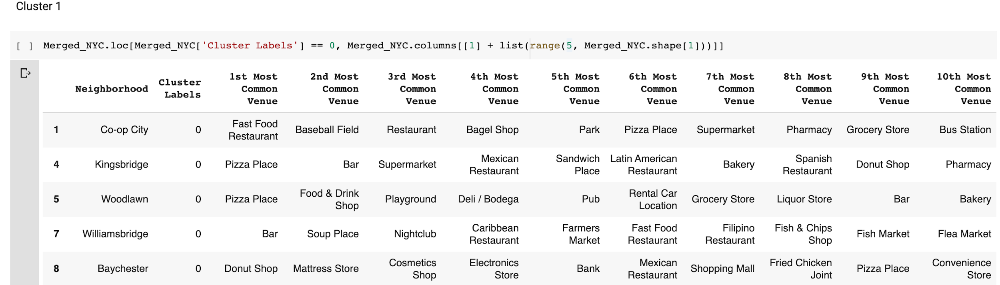 Cluster 1
[ ] Merged_NYC.loc[Merged_NYC['Cluster Labels'] == 0, Merged_NYC.columns[[1] + list(range(5, Merged_NYC.shape[1]))]]
Neighborhood Cluster Labels 1st Most Common Venue 2nd Most Common Venue 3rd Most Common Venue 4th Most Common Venue 5th Most Common Venue 6th Most Common Venue 7th Most Common Venue 8th Most Common Venue 9th Most Common Venue 10th Most Common Venue
1 Co-op City 0 Fast Food Restaurant Baseball Field Restaurant Bagel Shop Park Pizza Place Supermarket Pharmacy Grocery Store Bus Station
4 Kingsbridge 0 Pizza Place Bar Supermarket Mexican Restaurant Sandwich Place Latin American Restaurant Bakery Spanish Restaurant Donut Shop Pharmacy
5 Woodlawn 0 Pizza Place Food & Drink Shop Playground Deli / Bodega Pub Rental Car Location Grocery Store Liquor Store Bar Bakery
7 Williamsbridge 0 Bar Soup Place Nightclub Caribbean Restaurant Farmers Market Fast Food Restaurant Filipino Restaurant Fish & Chips Shop Fish Market Flea Market
8 Baychester 0 Donut Shop Mattress Store Cosmetics Shop Electronics Store Bank Mexican Restaurant Shopping Mall Fried Chicken Joint Pizza Place Convenience Store